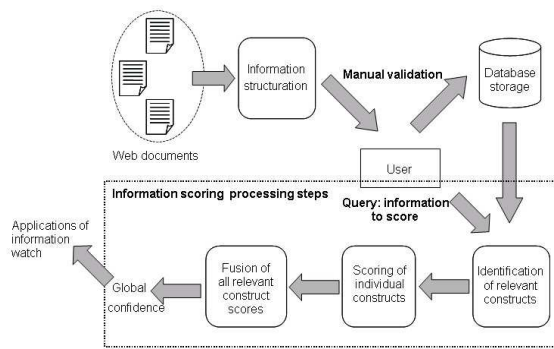 Information
structuration
Manual validation
Database
storage
Web documents
User
Information scoring processing steps
Query: information
to score
Applications of
information
watch
Global
confidence
Fusion of
all relevant
construct
scores
Scoring of
individual
constructs
Identification
of relevant
constructs